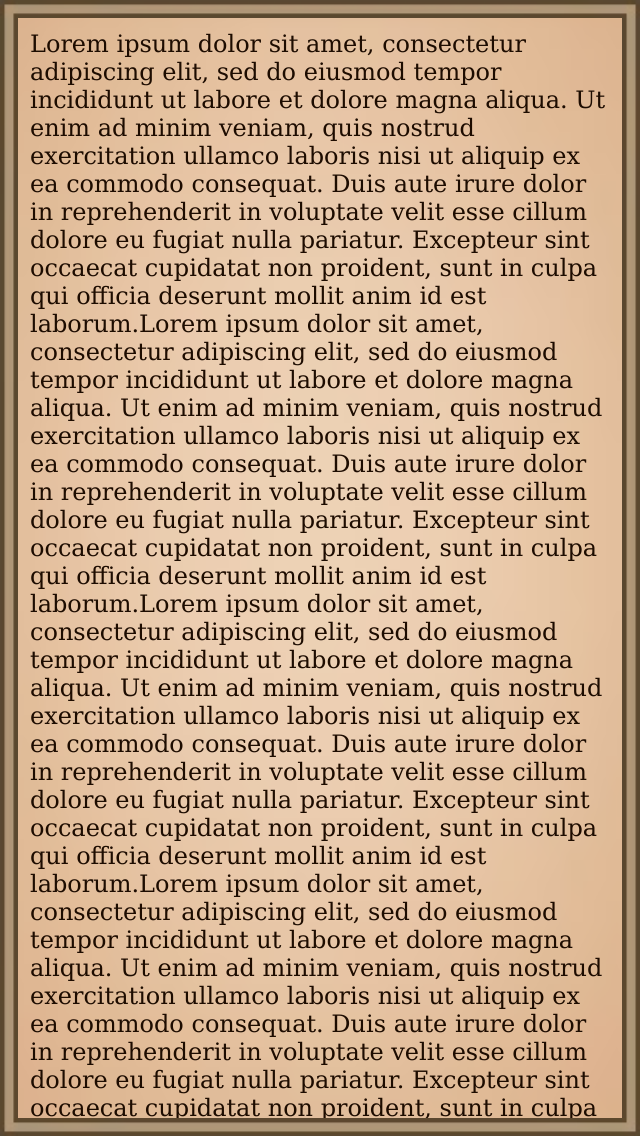 Lorem ipsum dolor sit amet, consectetur
adipiscing elit, sed do eiusmod tempor
incididunt ut labore et dolore magna aliqua. Ut
enim ad minim veniam, quis nostrud
exercitation ullamco laboris nisi ut aliquip ex
ea commodo consequat. Duis aute irure dolor
in reprehenderit in voluptate velit esse cillum
dolore eu fugiat nulla pariatur. Excepteur sint
occaecat cupidatat non proident, sunt in culpa
qui officia deserunt mollit anim id est
laborum.Lorem ipsum dolor sit amet,
consectetur adipiscing elit, sed do eiusmod
tempor incididunt ut labore et dolore magna
aliqua. Ut enim ad minim veniam, quis nostrud
exercitation ullamco laboris nisi ut aliquip ex
ea commodo consequat. Duis aute irure dolor
in reprehenderit in voluptate velit esse cillum
dolore eu fugiat nulla pariatur. Excepteur sint
occaecat cupidatat non proident, sunt in culpa
qui officia deserunt mollit anim id est
laborum.Lorem ipsum dolor sit amet,
consectetur adipiscing elit, sed do eiusmod
tempor incididunt ut labore et dolore magna
aliqua. Ut enim ad minim veniam, quis nostrud
exercitation ullamco laboris nisi ut aliquip ex
ea commodo consequat. Duis aute irure dolor
in reprehenderit in voluptate velit esse cillum
dolore eu fugiat nulla pariatur. Excepteur sint
occaecat cupidatat non proident, sunt in culpa
qui officia deserunt mollit anim id est
laborum.Lorem ipsum dolor sit amet,
consectetur adipiscing elit, sed do eiusmod
tempor incididunt ut labore et dolore magna
aliqua. Ut enim ad minim veniam, quis nostrud
exercitation ullamco laboris nisi ut aliquip ex
ea commodo consequat. Duis aute irure dolor
in reprehenderit in voluptate velit esse cillum
dolore eu fugiat nulla pariatur. Excepteur sint
occaecat cupidatat non proident, sunt in culpa